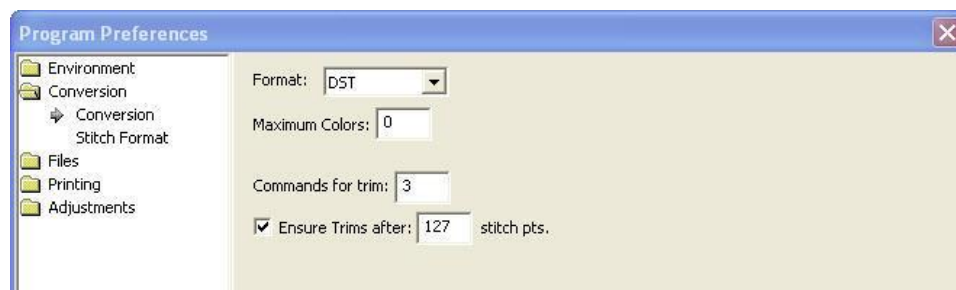 Program Preferences
Environment
Conversion
Conversion
Stitch Format
Files
Printing
Adjustments
Format: DST
Maximum Colors: 0
Commands for trim: 3
Ensure Trims after: 127 stitch pts.